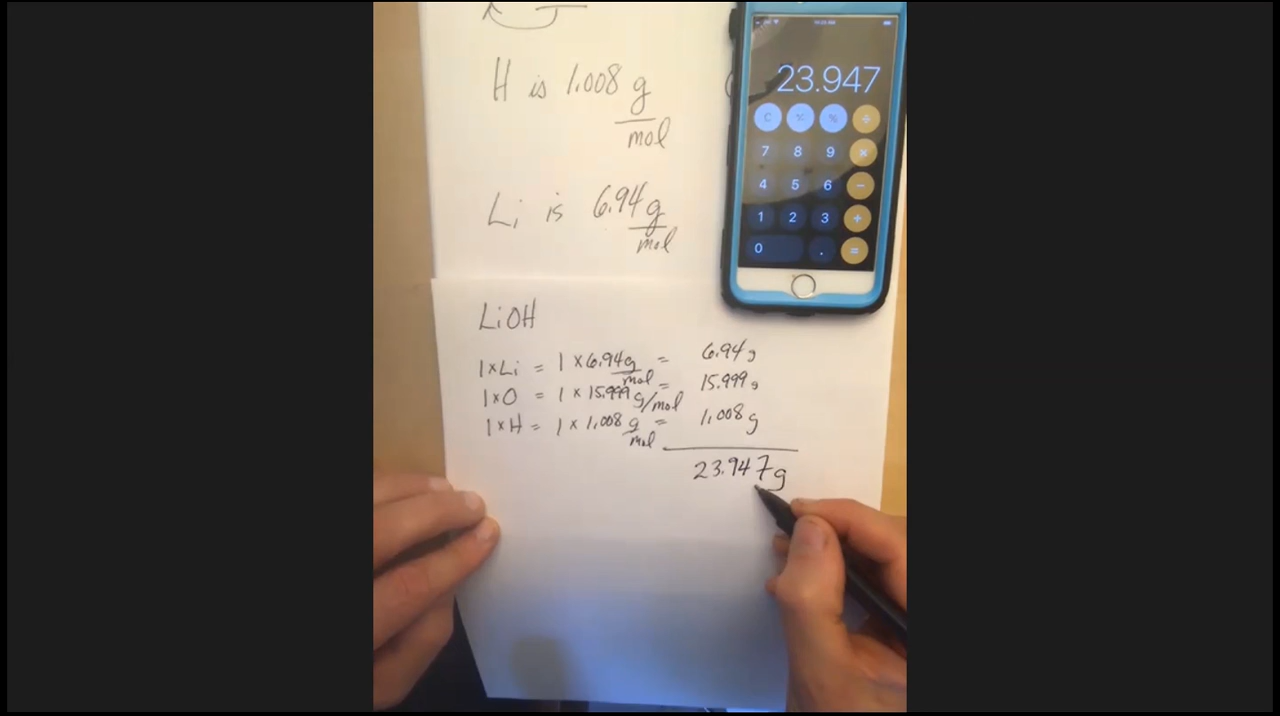 H is 1.008 g/mol
Li is 6.94 g/mol
23.947
C % ÷
7 8 9 ×
4 5 6 −
1 2 3 +
0 . =
LiOH
1×Li = 1 × 6.94 g/mol = 6.94 g
1×O = 1 × 15.999 g/mol = 15.999 g
1×H = 1 × 1.008 g/mol = 1.008 g
23.947g